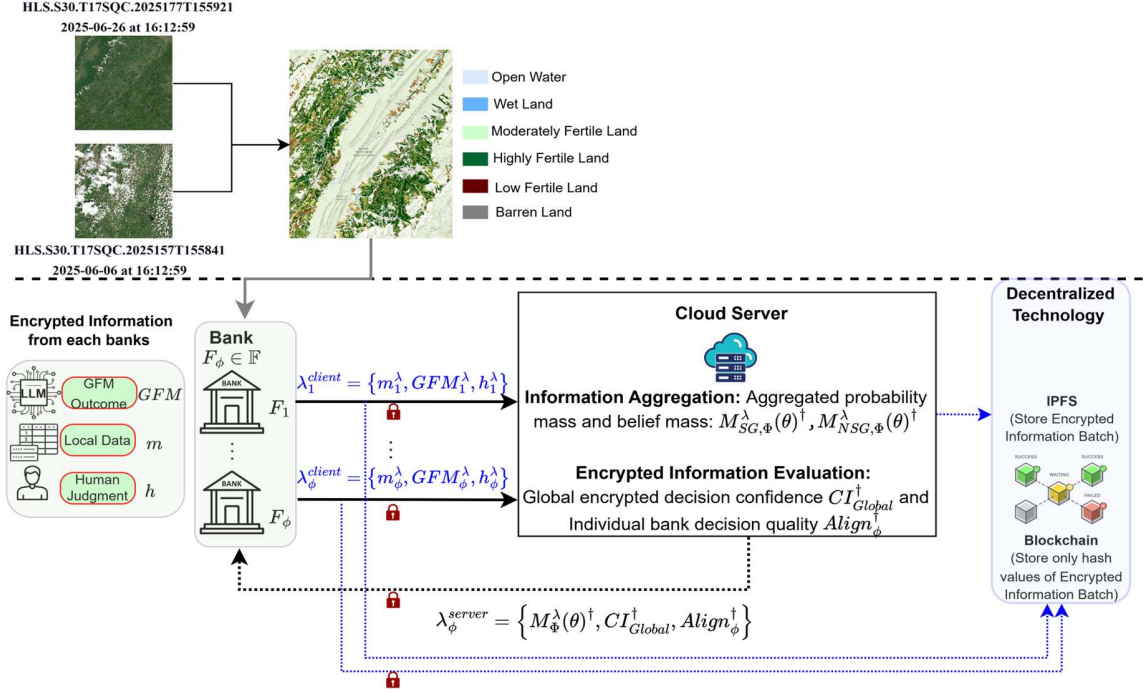 HLS.S30.T17SQC.2025177T155921
2025-06-26 at 16:12:59
HLS.S30.T17SQC.2025157T155841
2025-06-06 at 16:12:59
Open Water
Wet Land
Moderately Fertile Land
Highly Fertile Land
Low Fertile Land
Barren Land
Encrypted Information
from each banks
LLM
GFM
Outcome
GFM
Local Data
m
Human
Judgment
h
Bank
F_ϕ ∈ 𝔽
BANK
F_1
⋮
BANK
F_ϕ
λ_1^{client} = {m_1^λ, GFM_1^λ, h_1^λ}
⋮
λ_ϕ^{client} = {m_ϕ^λ, GFM_ϕ^λ, h_ϕ^λ}
Cloud Server
Information Aggregation: Aggregated probability
mass and belief mass: M_{SG,Φ}^λ(θ)^†, M_{NSG,Φ}^λ(θ)^†
Encrypted Information Evaluation:
Global encrypted decision confidence CI_{Global}^† and
Individual bank decision quality Align_ϕ^†
λ_ϕ^{server} = {M_Φ^λ(θ)^†, CI_{Global}^†, Align_ϕ^†}
Decentralized
Technology
IPFS
(Store Encrypted
Information Batch)
SUCCESS
SUCCESS
WAITING
FAILED
Blockchain
(Store only hash
values of Encrypted
Information Batch)